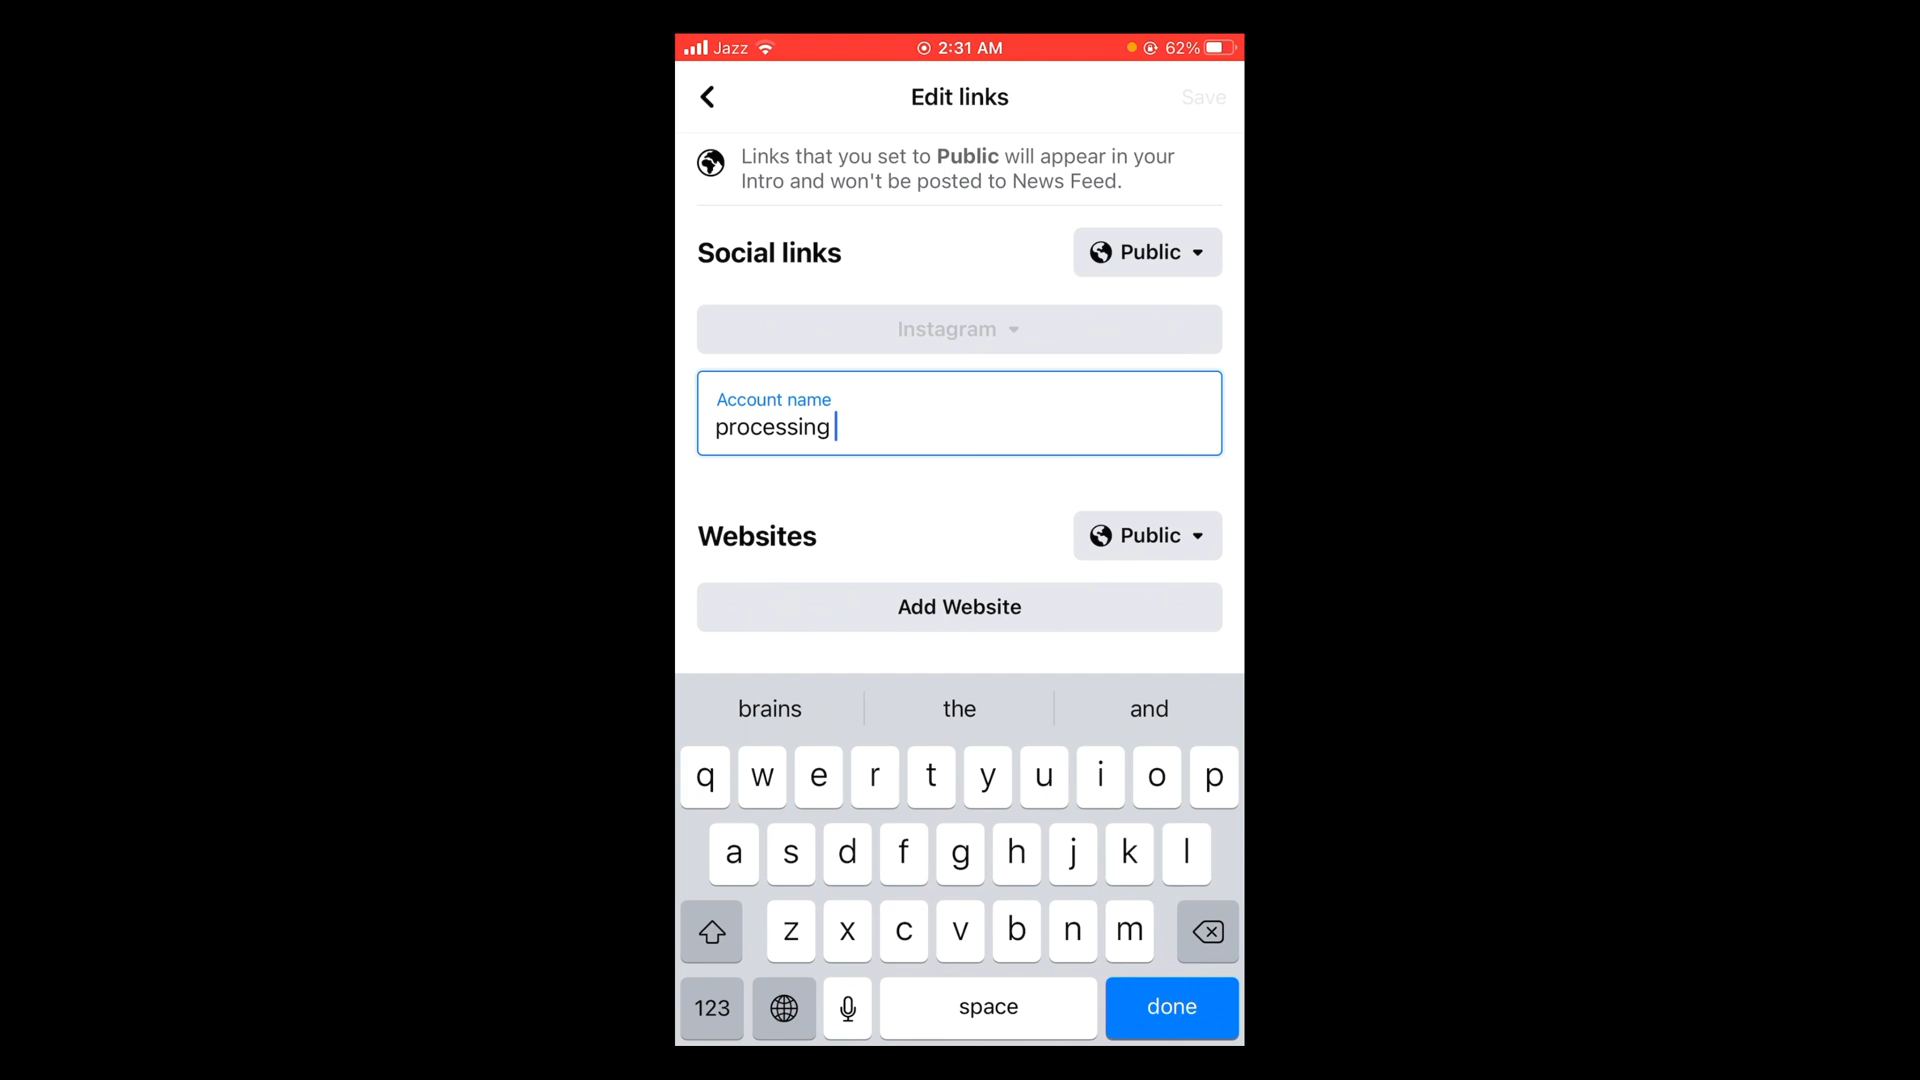 Jazz 2:31 AM 62%
Edit links Save
Links that you set to Public will appear in your
Intro and won't be posted to News Feed.
Social links Public
Instagram
Account name
processing
Websites Public
Add Website
brains the and
q w e r t y u i o p
a s d f g h j k l
z x c v b n m
123 space done